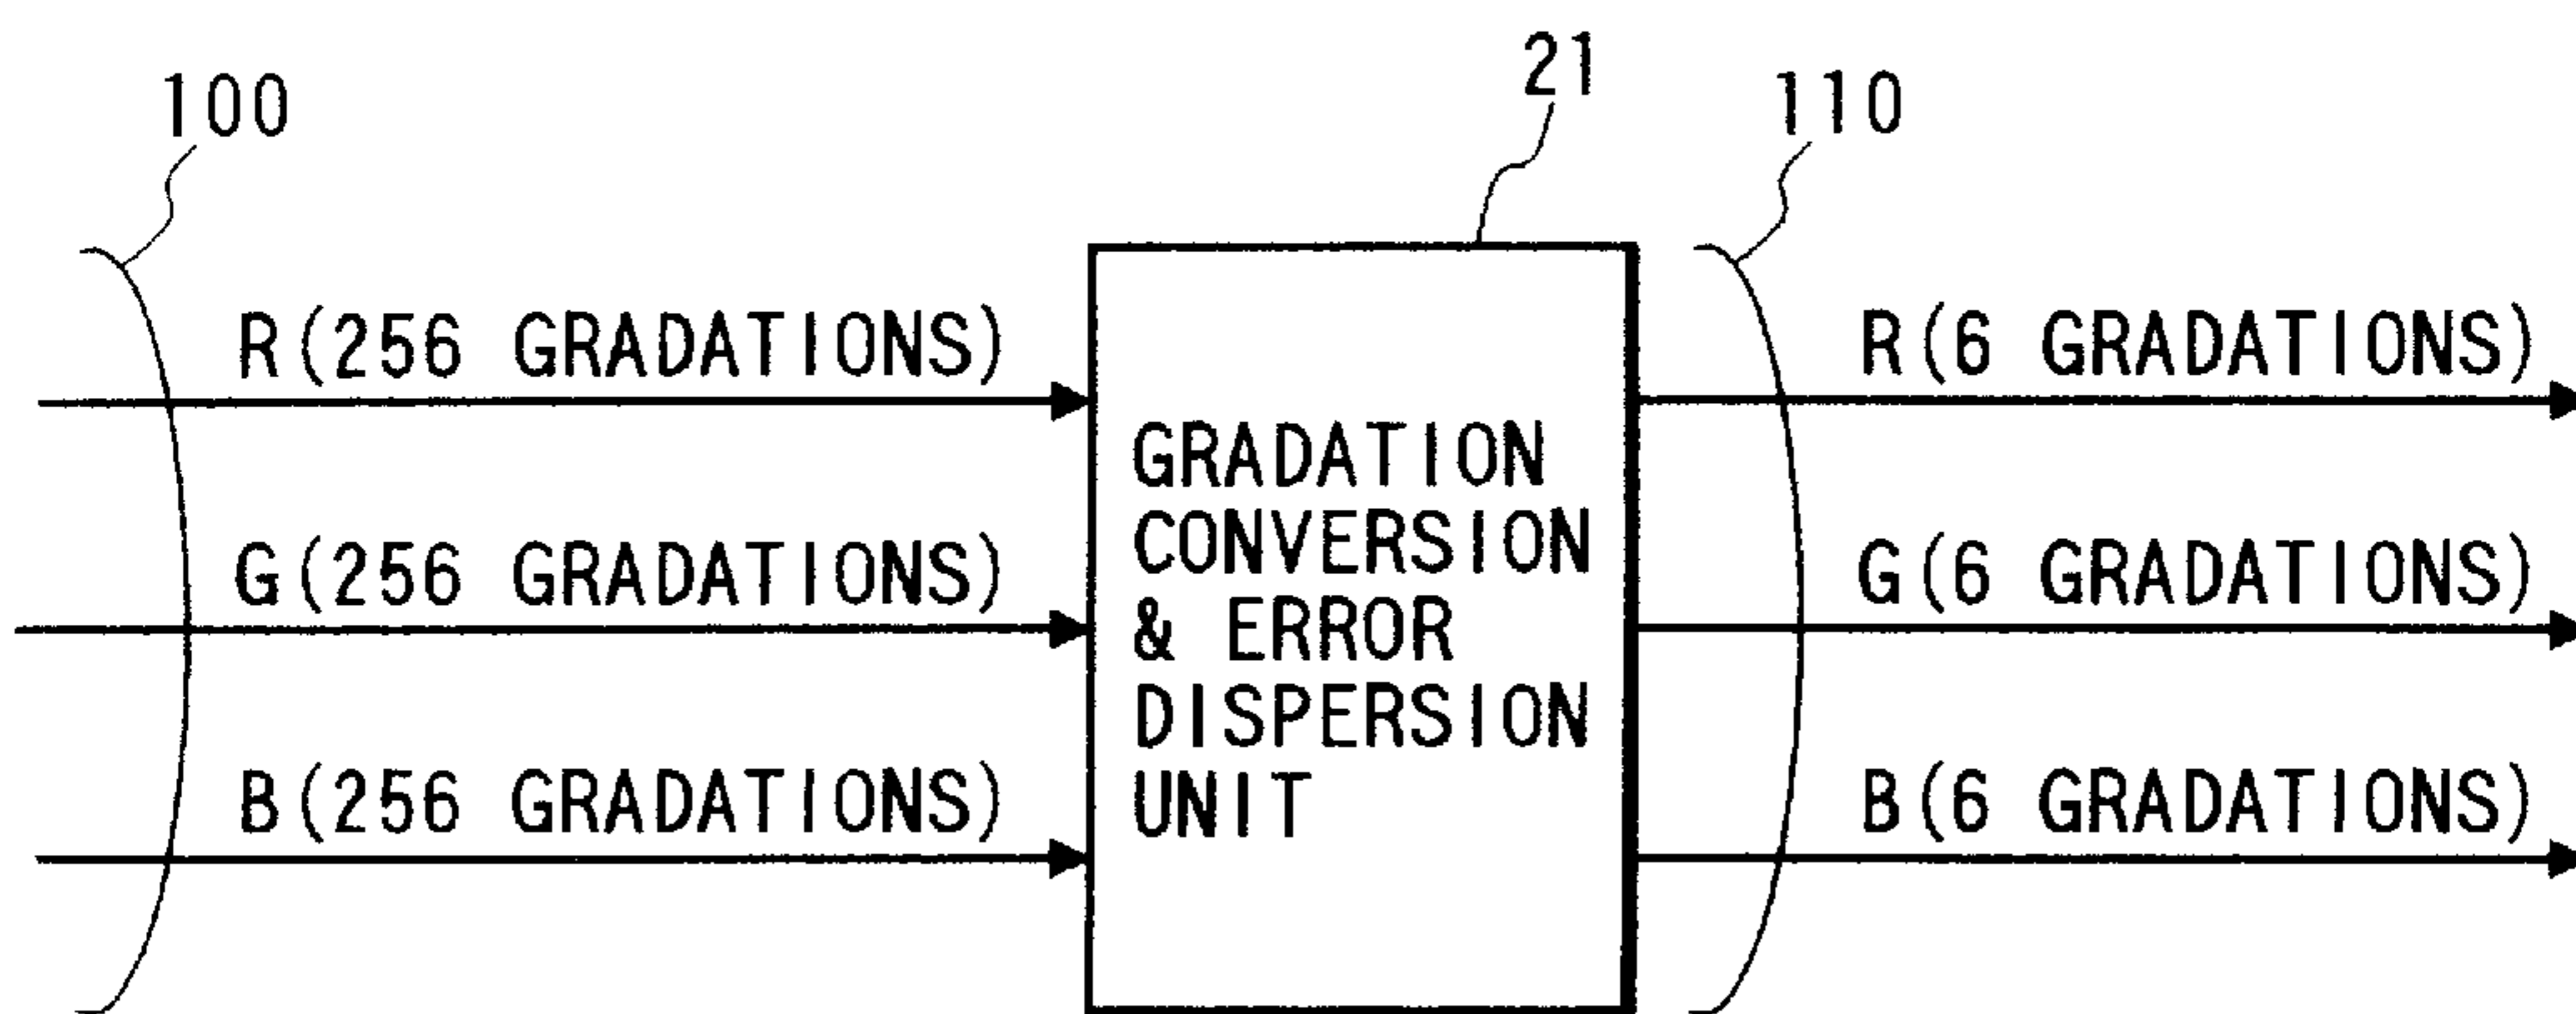 100
21
110
R(256 GRADATIONS)
R(6 GRADATIONS)
GRADATION
CONVERSION
& ERROR
DISPERSION
UNIT
G(256 GRADATIONS)
G(6 GRADATIONS)
B(256 GRADATIONS)
B(6 GRADATIONS)